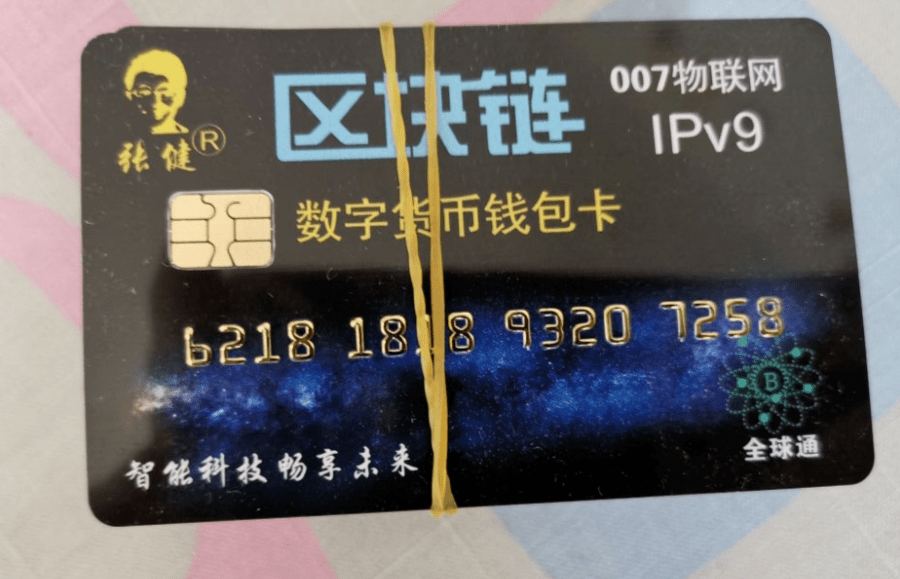 张健®
区块链
007物联网
IPv9
数字货币钱包卡
6218 1818 9320 7258
B
全球通
智能科技畅享未来